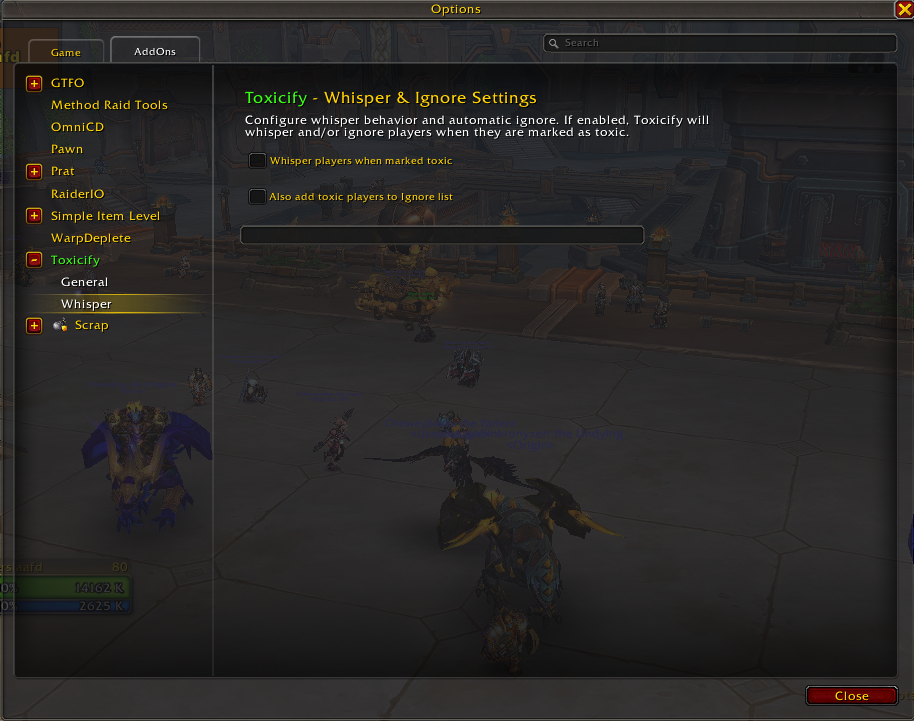 Options
Game
AddOns
Search
GTFO
Method Raid Tools
OmniCD
Pawn
Prat
RaiderIO
Simple Item Level
WarpDeplete
Toxicify
General
Whisper
Scrap
Toxicify - Whisper & Ignore Settings
Configure whisper behavior and automatic ignore. If enabled, Toxicify will
whisper and/or ignore players when they are marked as toxic.
Whisper players when marked toxic
Also add toxic players to Ignore list
80
14162 K
2625 K
Close